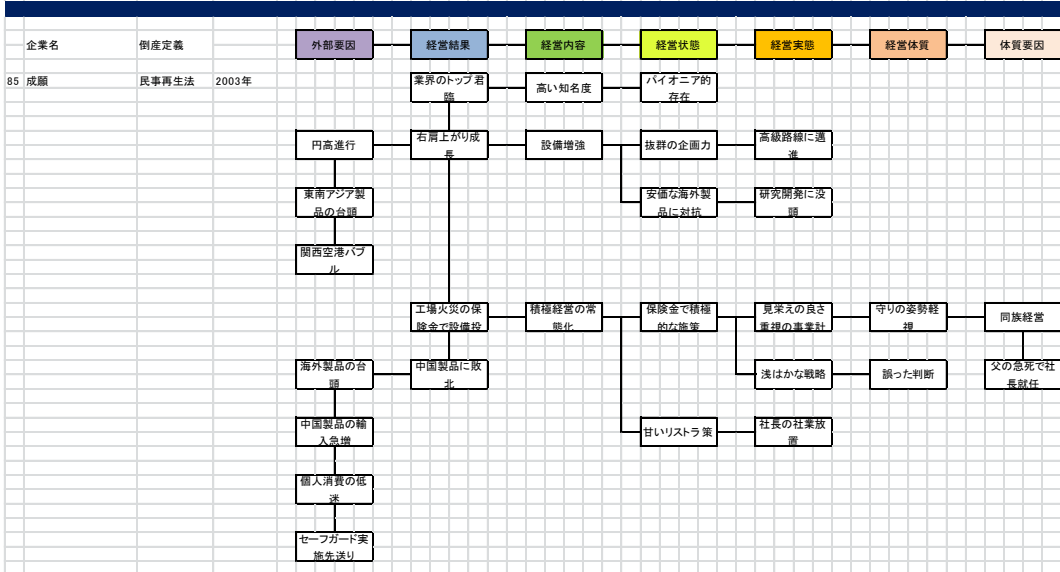 企業名 倒産定義 外部要因 経営結果 経営内容 経営状態 経営実態 経営体質 体質要因
85 成願 民事再生法 2003年
業界のトップ君
臨
高い知名度
パイオニア的
存在
円高進行
右肩上がり成
長
設備増強
抜群の企画力
高級路線に邁
進
東南アジア製
品の台頭
安価な海外製
品に対抗
研究開発に没
頭
関西空港バブ
ル
工場火災の保
険金で設備投
積極経営の常
態化
保険金で積極
的な施策
見栄えの良さ
重視の事業計
守りの姿勢軽
視
同族経営
海外製品の台
頭
中国製品に敗
北
浅はかな戦略
誤った判断
父の急死で社
長就任
中国製品の輸
入急増
甘いリストラ策
社長の社業放
置
個人消費の低
迷
セーフガード実
施先送り